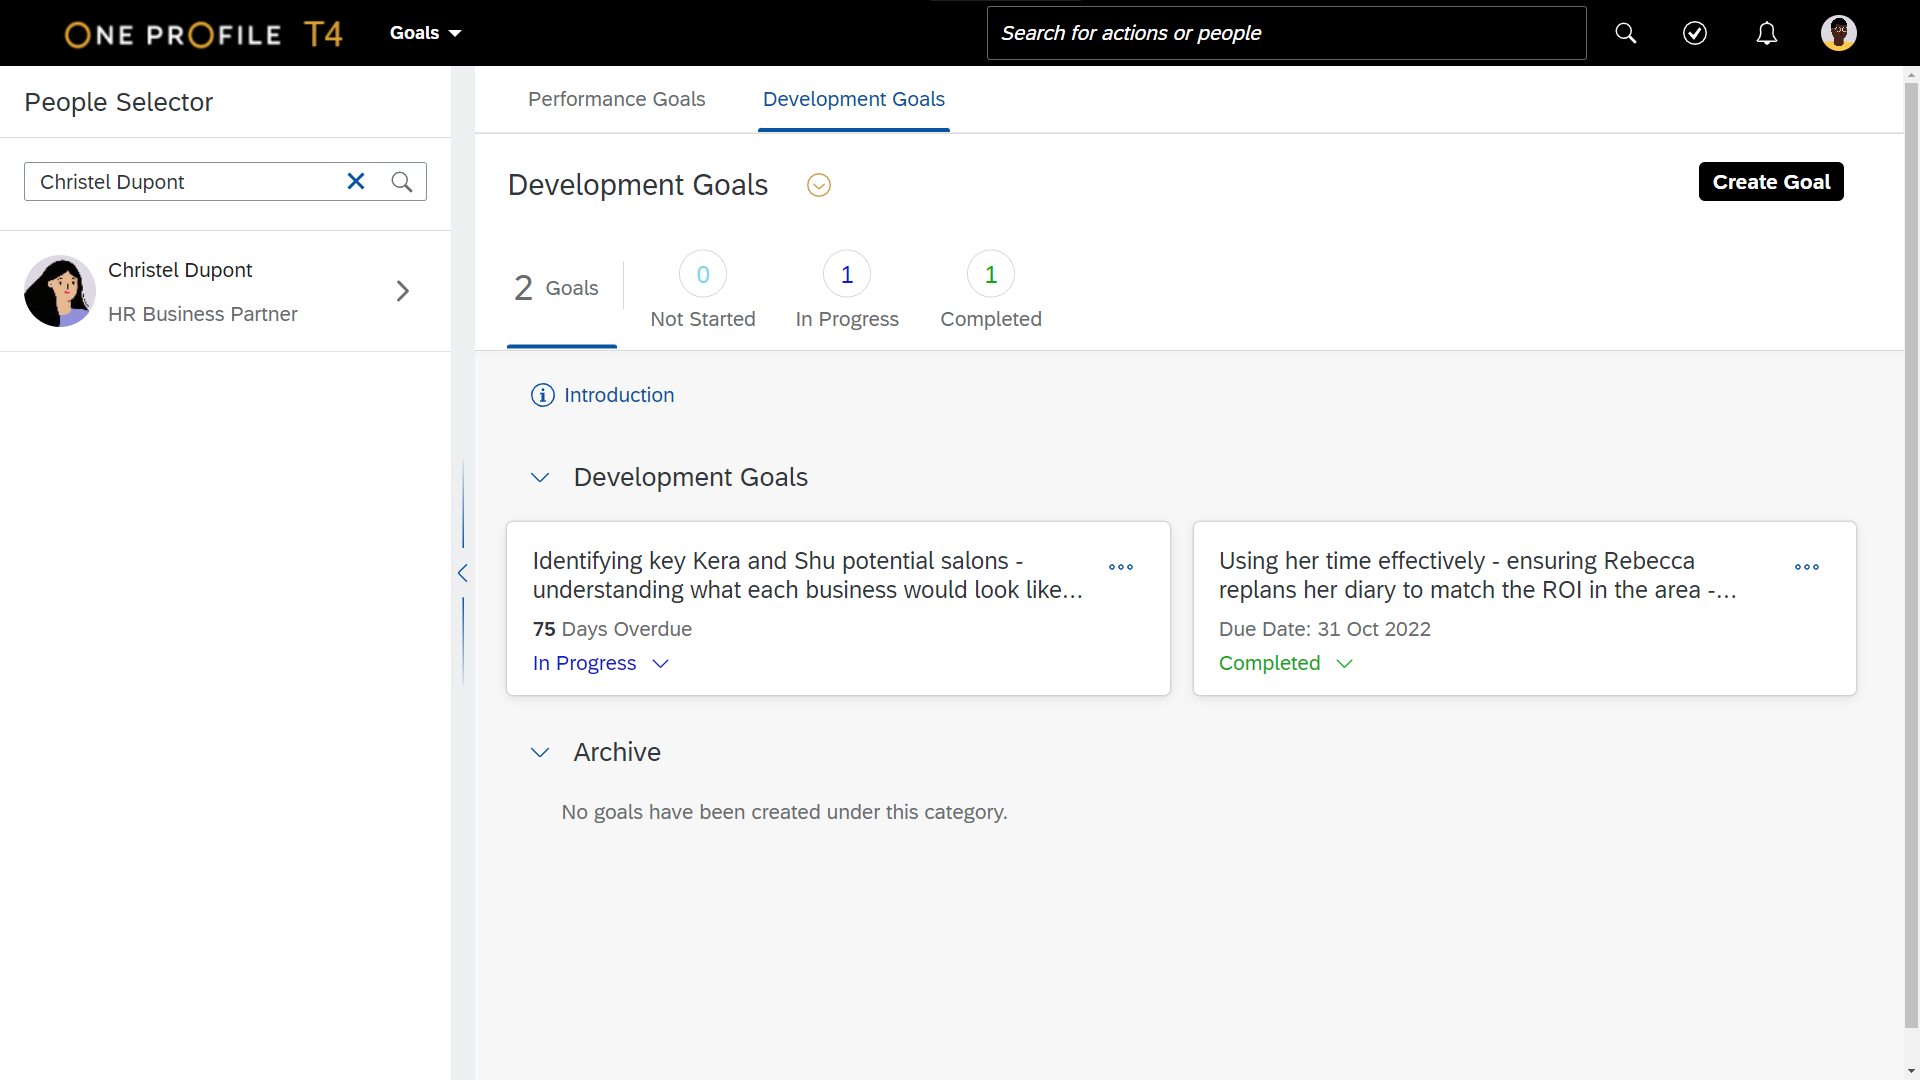 ONE PROFILE T4
Goals
Search for actions or people
People Selector
Christel Dupont
Christel Dupont
HR Business Partner
Performance Goals
Development Goals
Development Goals
Create Goal
2 Goals
0
Not Started
1
In Progress
1
Completed
Introduction
Development Goals
Identifying key Kera and Shu potential salons -
understanding what each business would look like...
75 Days Overdue
In Progress
Using her time effectively - ensuring Rebecca
replans her diary to match the ROI in the area -...
Due Date: 31 Oct 2022
Completed
Archive
No goals have been created under this category.